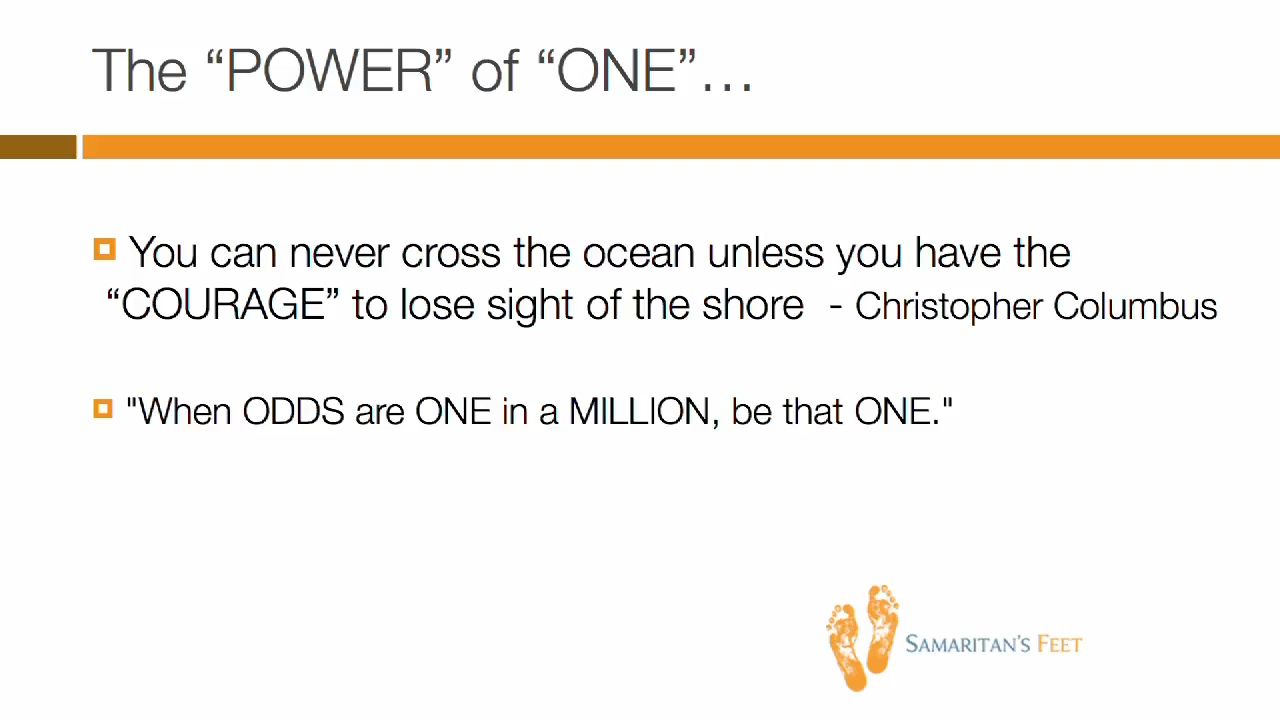 The “POWER” of “ONE”…
You can never cross the ocean unless you have the
“COURAGE” to lose sight of the shore - Christopher Columbus
"When ODDS are ONE in a MILLION, be that ONE."
SAMARITAN'S FEET